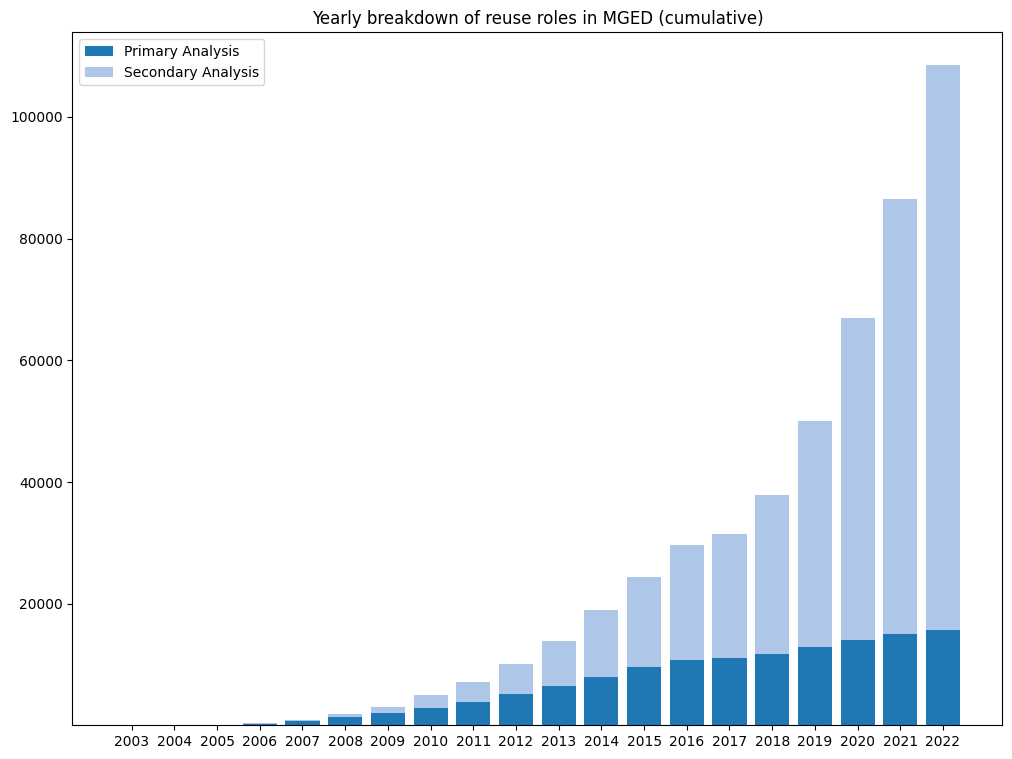 Yearly breakdown of reuse roles in MGED (cumulative)
Primary Analysis
Secondary Analysis
100000
80000
60000
40000
20000
2003 2004 2005 2006 2007 2008 2009 2010 2011 2012 2013 2014 2015 2016 2017 2018 2019 2020 2021 2022